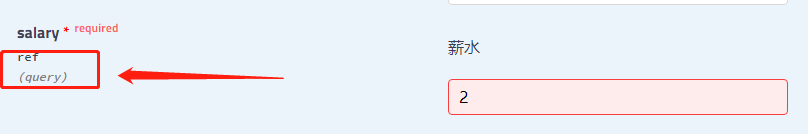 salary * required
薪水
ref
(query)
2